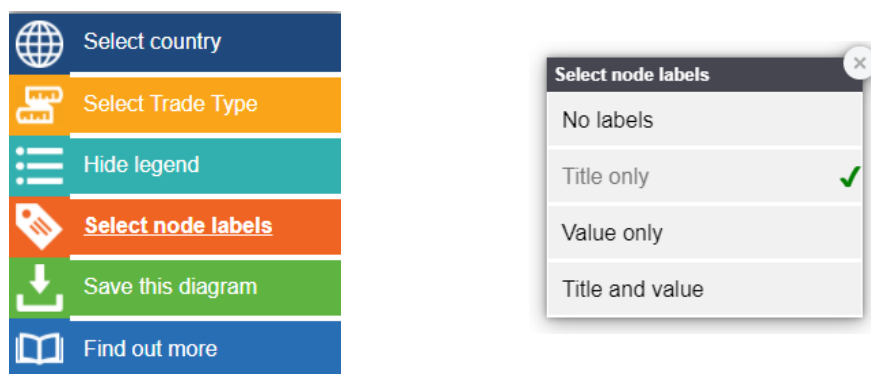 Select country
Select Trade Type
Hide legend
Select node labels
Save this diagram
Find out more
Select node labels
No labels
Title only
Value only
Title and value